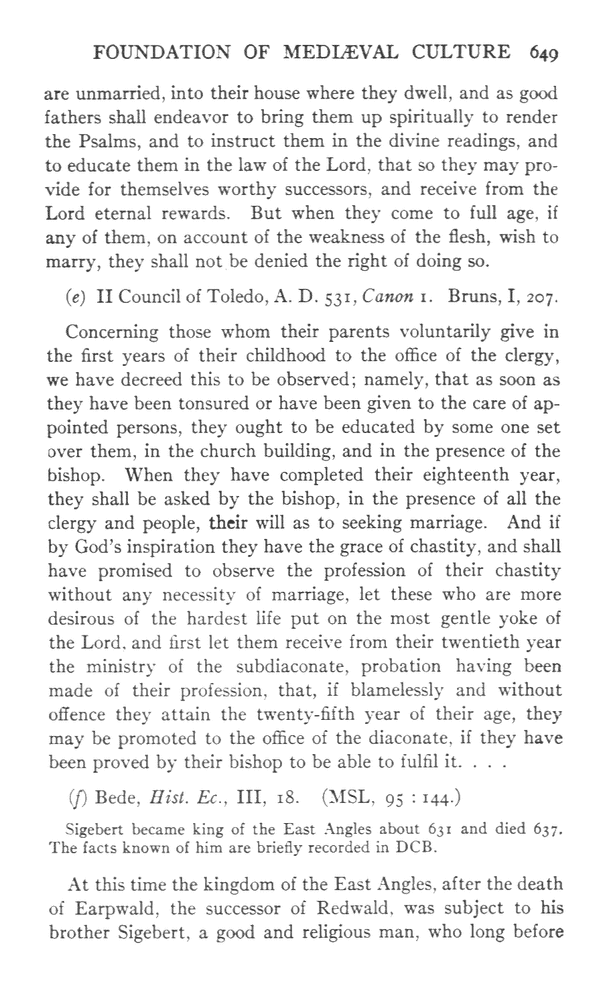 FOUNDATION OF MEDIÆVAL CULTURE 649
are unmarried, into their house where they dwell, and as good
fathers shall endeavor to bring them up spiritually to render
the Psalms, and to instruct them in the divine readings, and
to educate them in the law of the Lord, that so they may pro-
vide for themselves worthy successors, and receive from the
Lord eternal rewards. But when they come to full age, if
any of them, on account of the weakness of the flesh, wish to
marry, they shall not be denied the right of doing so.
(e) II Council of Toledo, A. D. 531, Canon 1. Bruns, I, 207.
Concerning those whom their parents voluntarily give in
the first years of their childhood to the office of the clergy,
we have decreed this to be observed; namely, that as soon as
they have been tonsured or have been given to the care of ap-
pointed persons, they ought to be educated by some one set
over them, in the church building, and in the presence of the
bishop. When they have completed their eighteenth year,
they shall be asked by the bishop, in the presence of all the
clergy and people, their will as to seeking marriage. And if
by God's inspiration they have the grace of chastity, and shall
have promised to observe the profession of their chastity
without any necessity of marriage, let these who are more
desirous of the hardest life put on the most gentle yoke of
the Lord, and first let them receive from their twentieth year
the ministry of the subdiaconate, probation having been
made of their profession, that, if blamelessly and without
offence they attain the twenty-fifth year of their age, they
may be promoted to the office of the diaconate, if they have
been proved by their bishop to be able to fulfil it. . . .
(f) Bede, Hist. Ec., III, 18. (MSL, 95 : 144.)
Sigebert became king of the East Angles about 631 and died 637.
The facts known of him are briefly recorded in DCB.
At this time the kingdom of the East Angles, after the death
of Earpwald, the successor of Redwald, was subject to his
brother Sigebert, a good and religious man, who long before